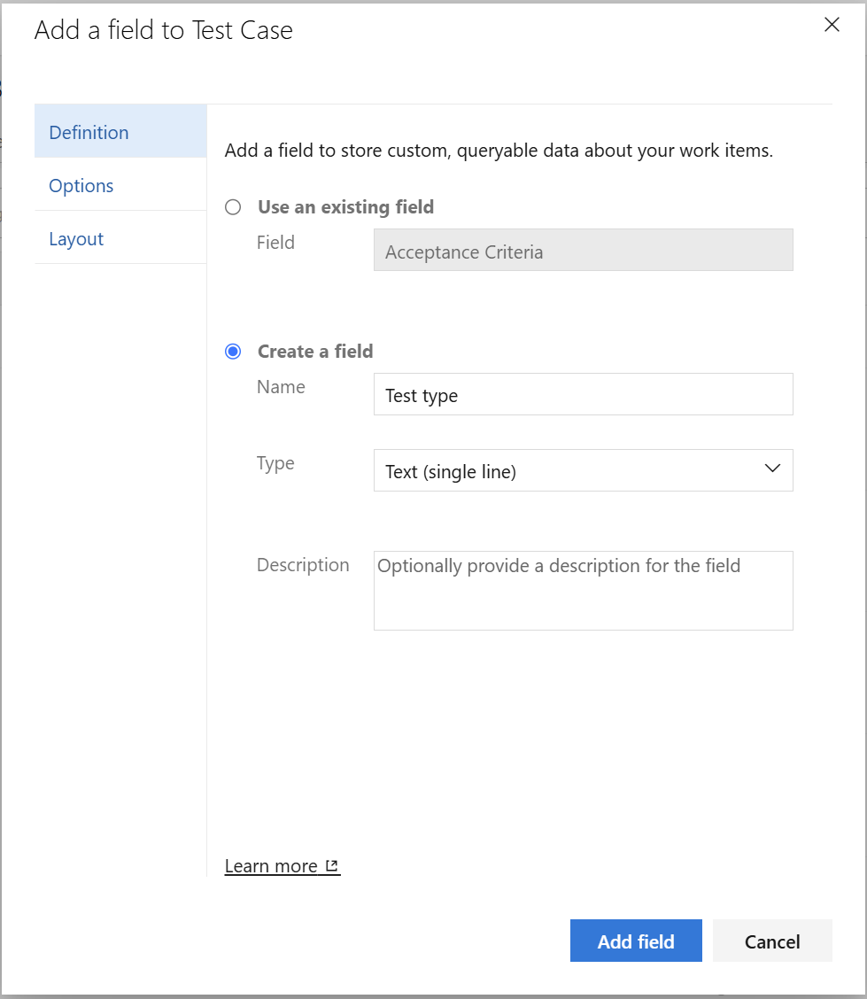 Add a field to Test Case
Definition
Options
Layout
Add a field to store custom, queryable data about your work items.
Use an existing field
Field
Acceptance Criteria
Create a field
Name
Test type
Type
Text (single line)
Description
Optionally provide a description for the field
Learn more
Add field
Cancel